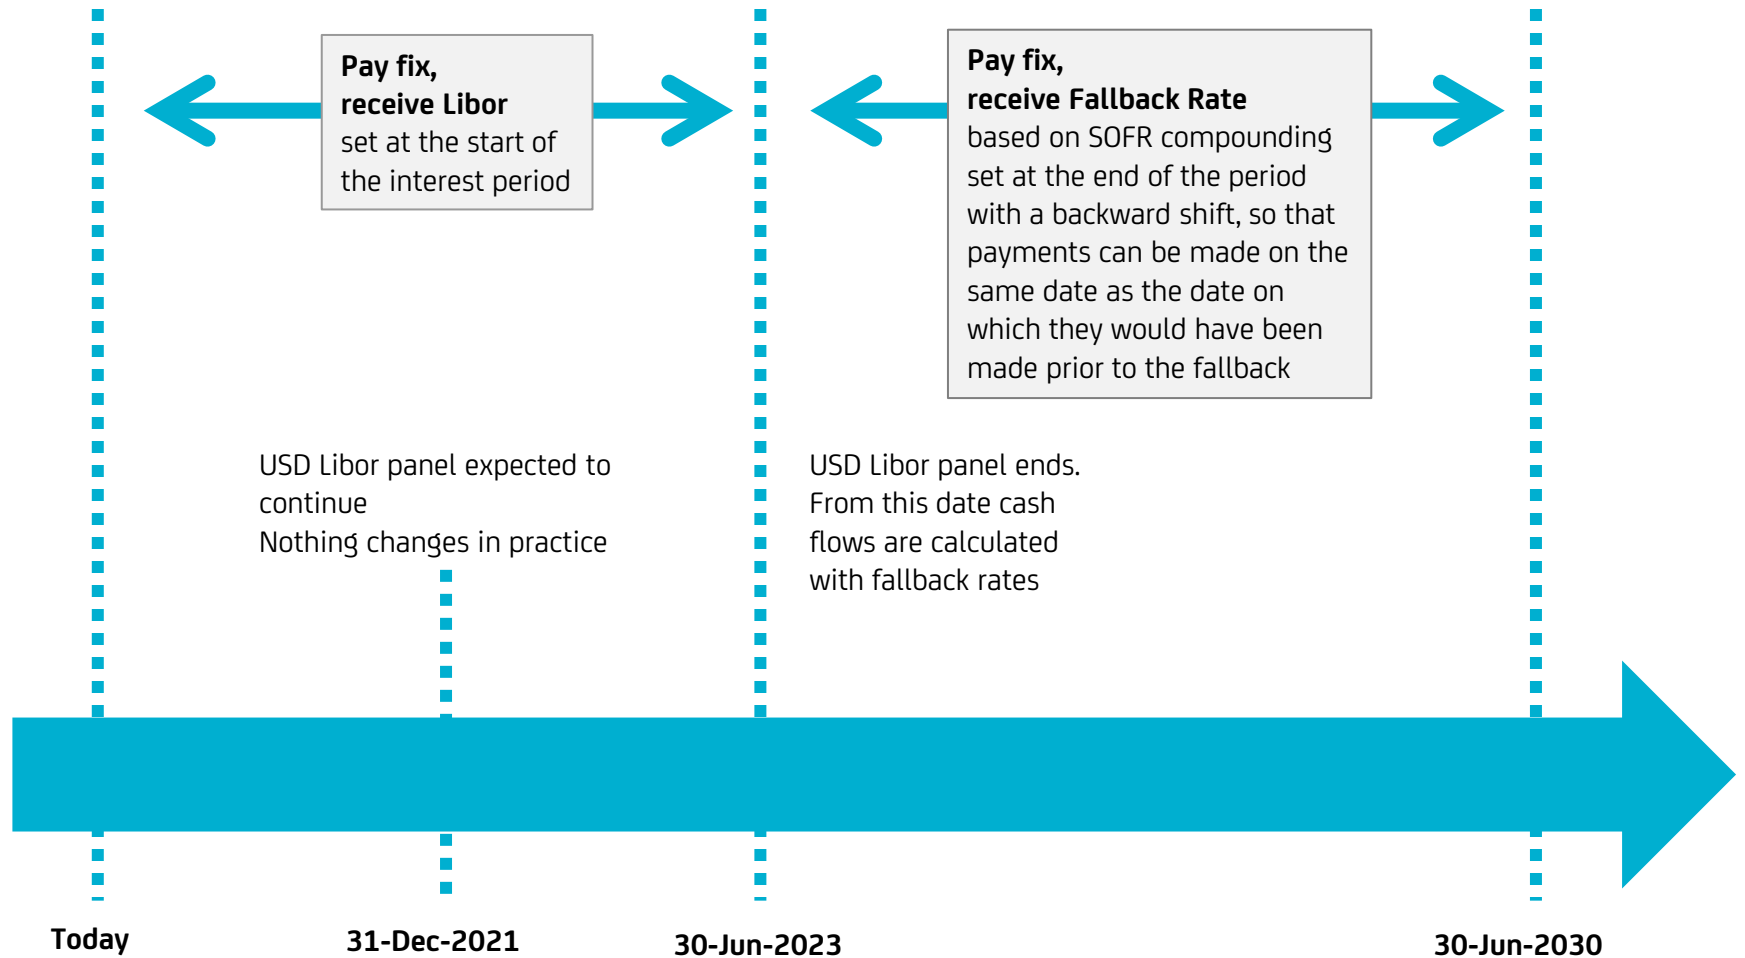 Pay fix,
receive Libor
set at the start of
the interest period
Pay fix,
receive Fallback Rate
based on SOFR compounding
set at the end of the period
with a backward shift, so that
payments can be made on the
same date as the date on
which they would have been
made prior to the fallback
USD Libor panel expected to
continue
Nothing changes in practice
USD Libor panel ends.
From this date cash
flows are calculated
with fallback rates
Today
31-Dec-2021
30-Jun-2023
30-Jun-2030